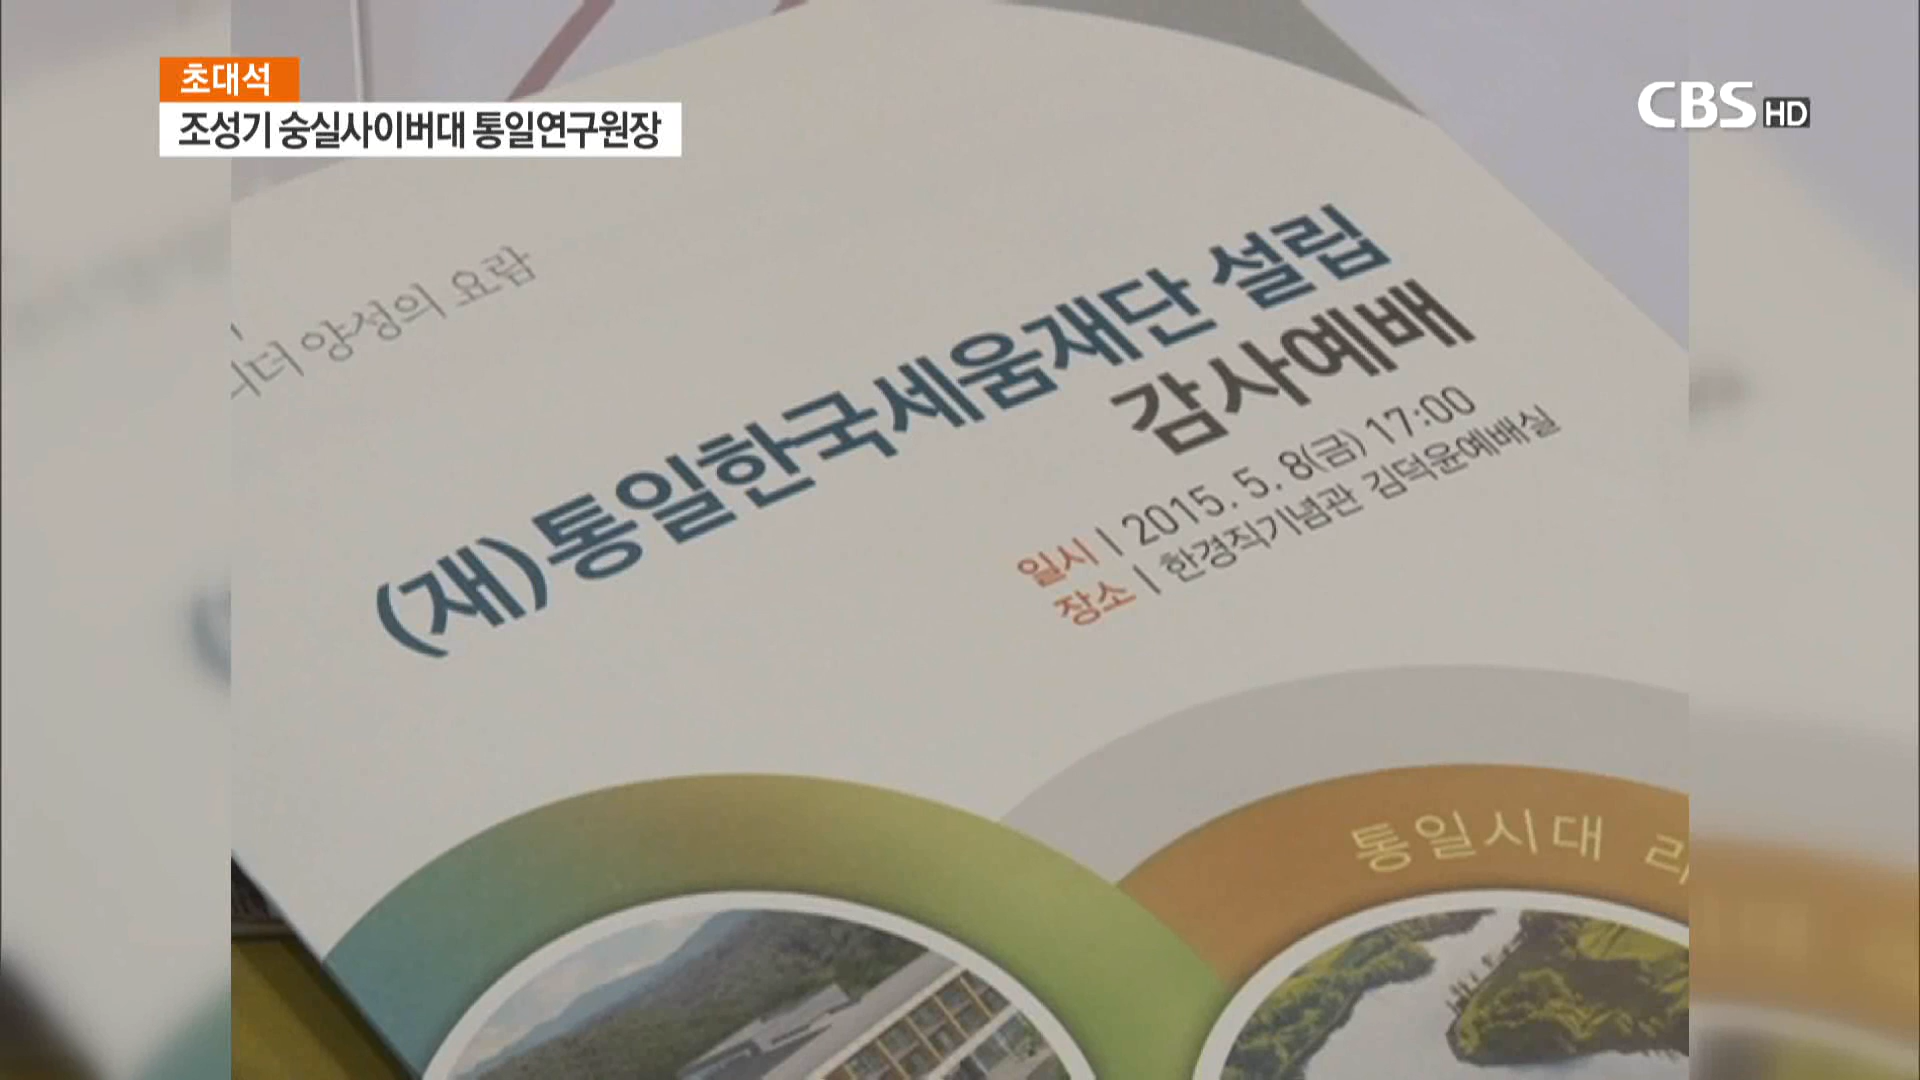 초대석
조성기 숭실사이버대 통일연구원장
CBS HD
양성의 요람
(재)통일한국세움재단 설립
감사예배
일시 | 2015. 5. 8(금) 17:00
장소 | 한경직기념관 김덕윤예배실
통일시대